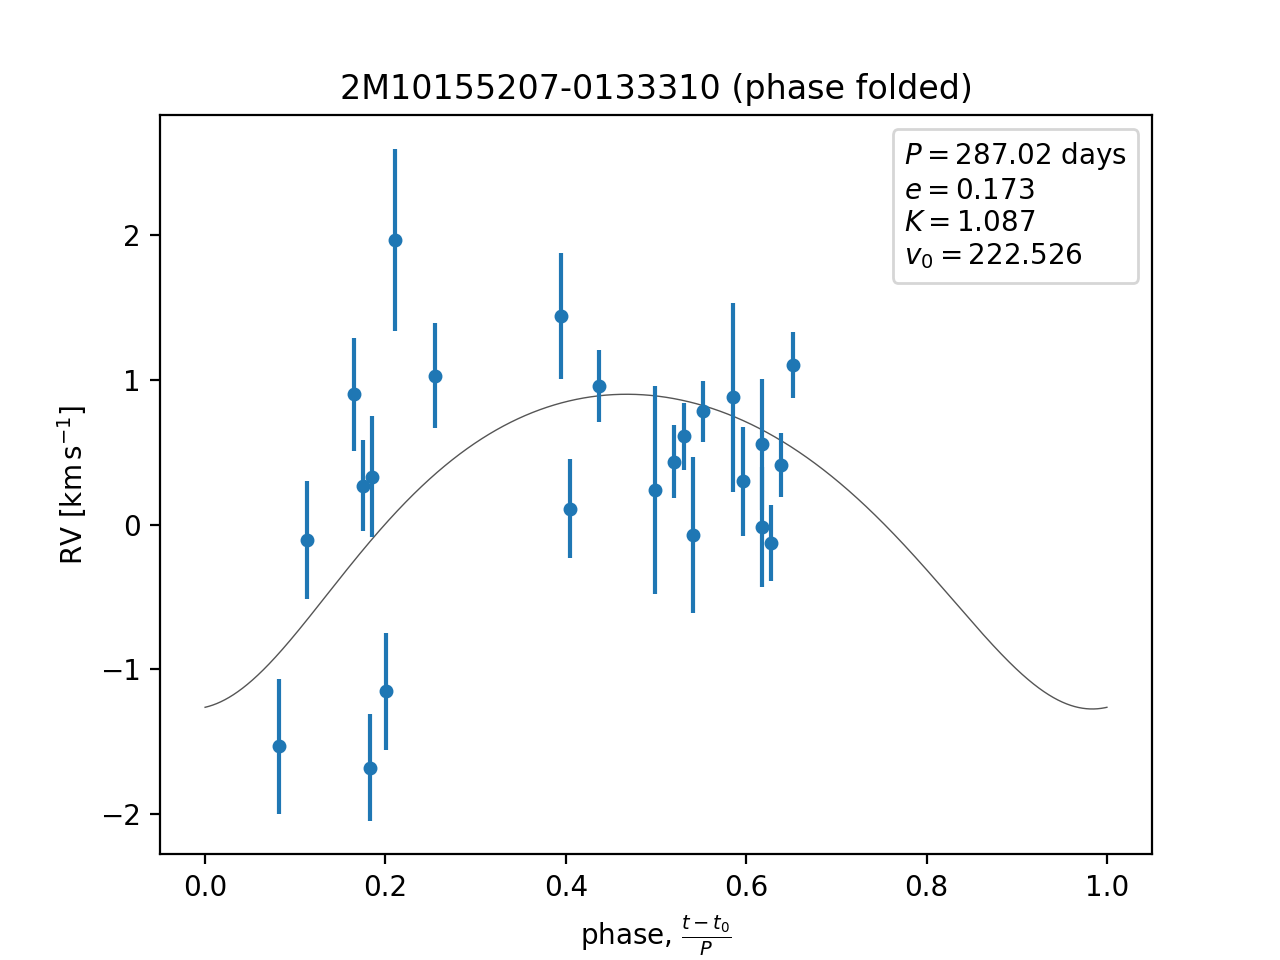 2M10155207-0133310 (phase folded)
P = 287.02 days
e = 0.173
K = 1.087
v₀ = 222.526
RV [km s⁻¹]
2
1
0
−1
−2
0.0 0.2 0.4 0.6 0.8 1.0
phase, (t − t₀)/P